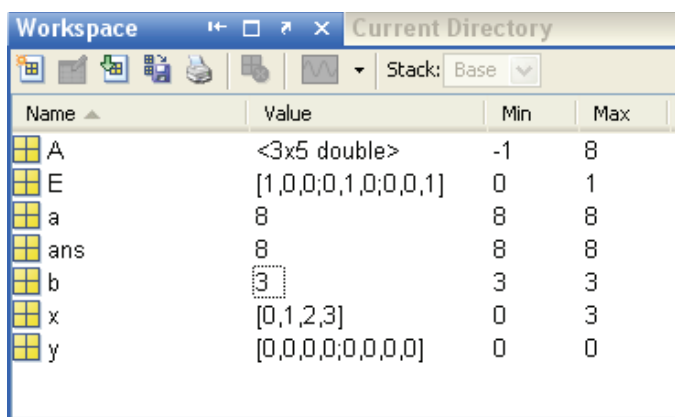 Workspace Current Directory
Stack: Base
Name Value Min Max
A <3x5 double> -1 8
E [1,0,0;0,1,0;0,0,1] 0 1
a 8 8 8
ans 8 8 8
b 3 3 3
x [0,1,2,3] 0 3
y [0,0,0,0;0,0,0,0] 0 0